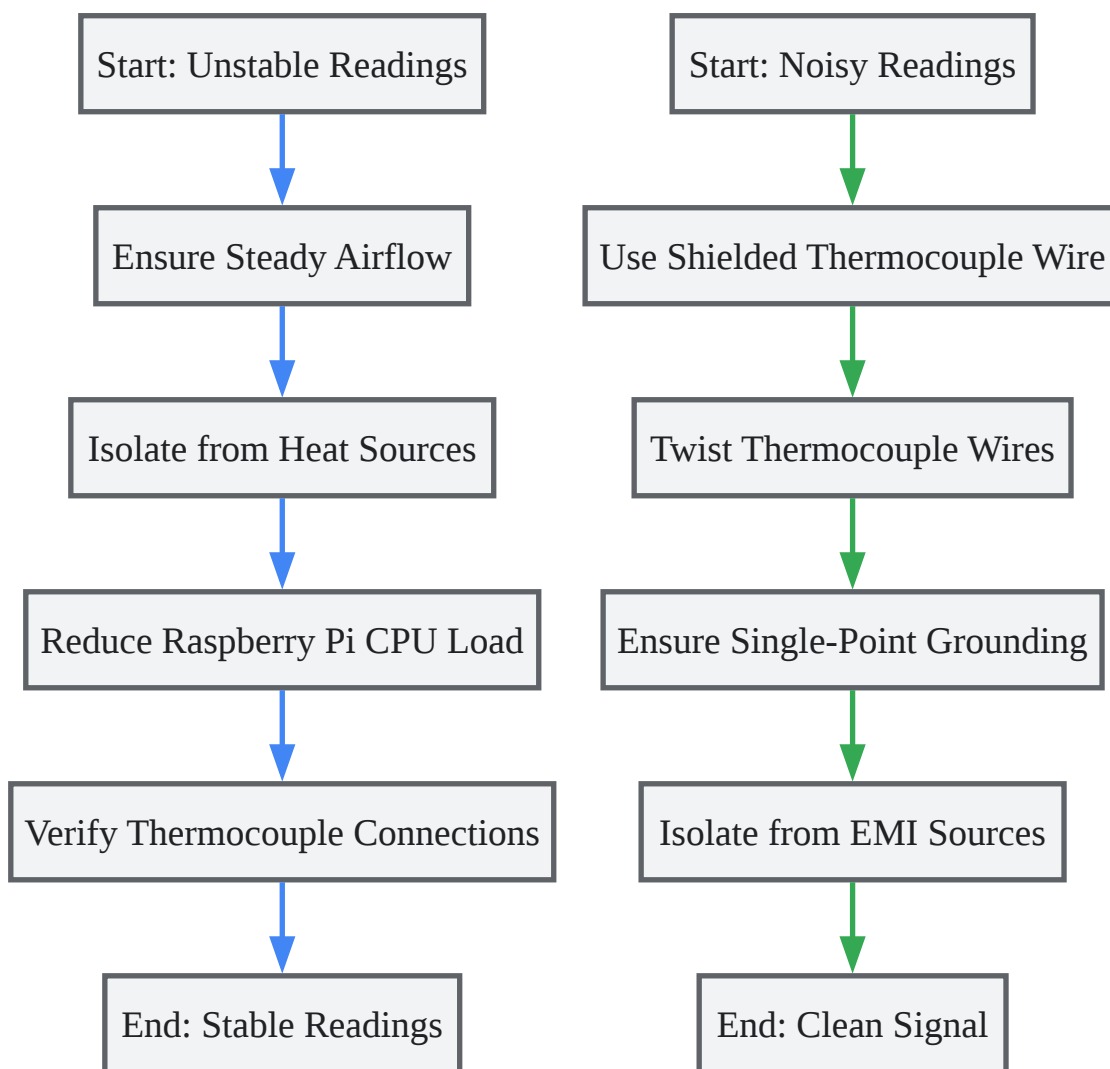 Start: Unstable Readings
Ensure Steady Airflow
Isolate from Heat Sources
Reduce Raspberry Pi CPU Load
Verify Thermocouple Connections
End: Stable Readings
Start: Noisy Readings
Use Shielded Thermocouple Wire
Twist Thermocouple Wires
Ensure Single-Point Grounding
Isolate from EMI Sources
End: Clean Signal